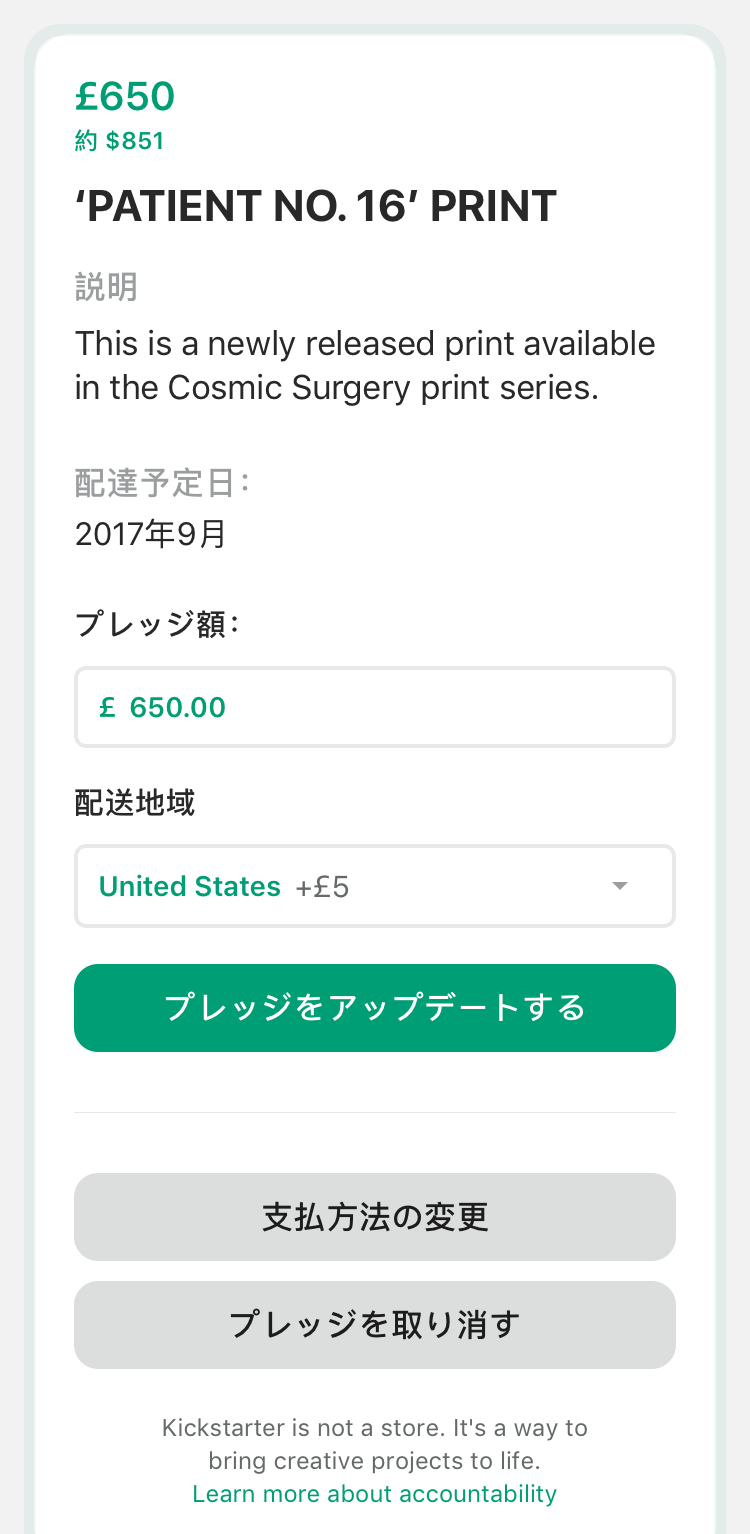 £650
約 $851
‘PATIENT NO. 16’ PRINT
説明
This is a newly released print available
in the Cosmic Surgery print series.
配達予定日：
2017年9月
プレッジ額：
£ 650.00
配送地域
United States +£5
プレッジをアップデートする
支払方法の変更
プレッジを取り消す
Kickstarter is not a store. It's a way to
bring creative projects to life.
Learn more about accountability